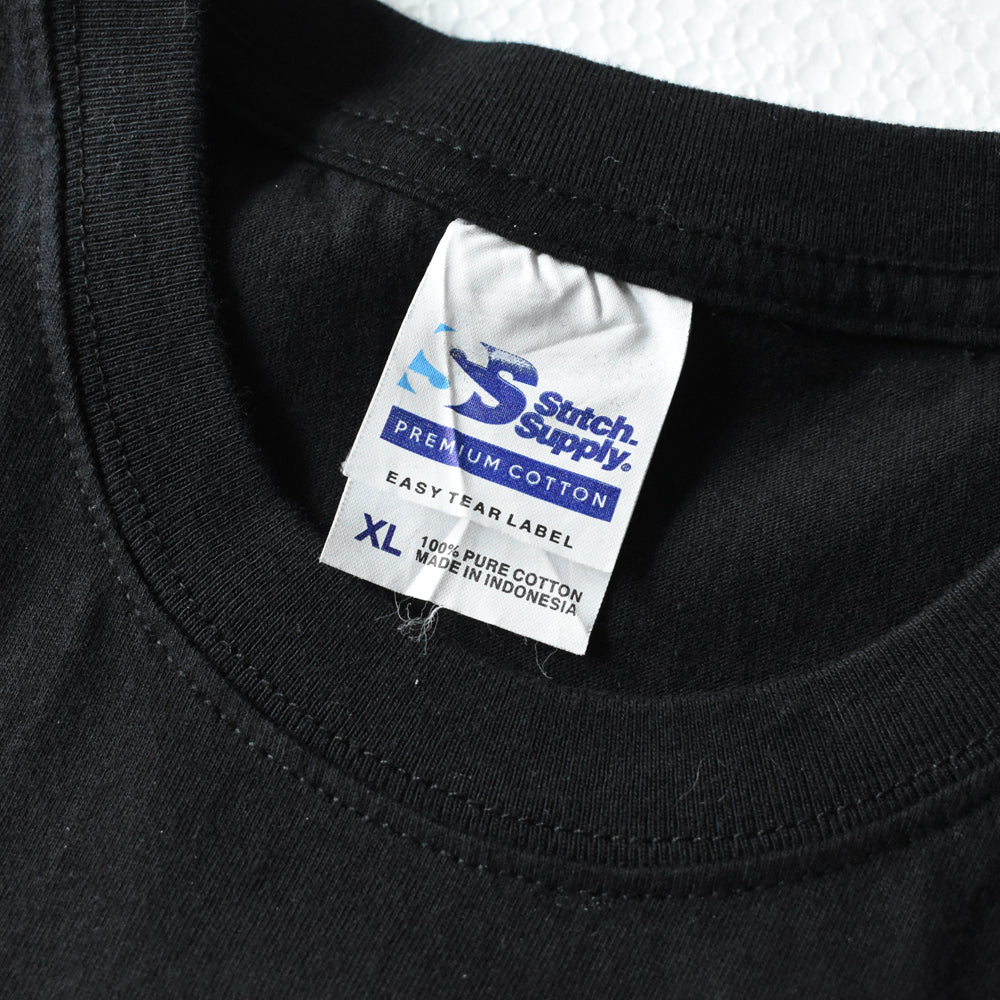 S
Stitch.
Supply.®
PREMIUM COTTON
EASY TEAR LABEL
XL
100% PURE COTTON
MADE IN INDONESIA